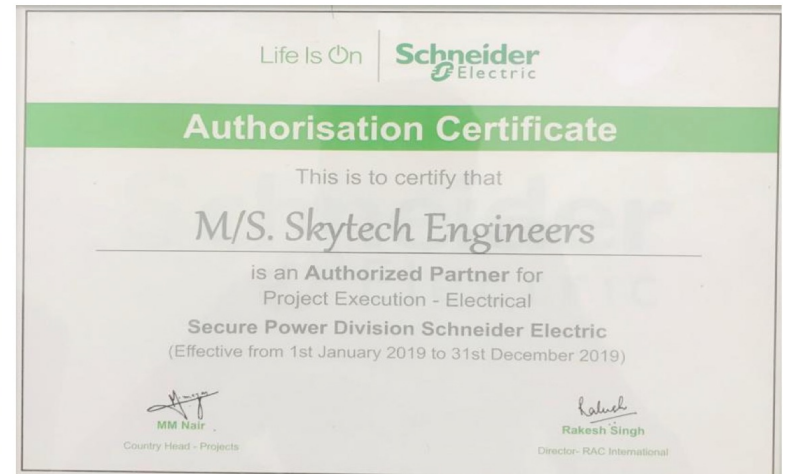 Life Is On
Schneider
Electric
Authorisation Certificate
This is to certify that
M/S. Skytech Engineers
is an Authorized Partner for
Project Execution - Electrical
Secure Power Division Schneider Electric
(Effective from 1st January 2019 to 31st December 2019)
MM Nair
Country Head - Projects
Rakesh Singh
Director- RAC International